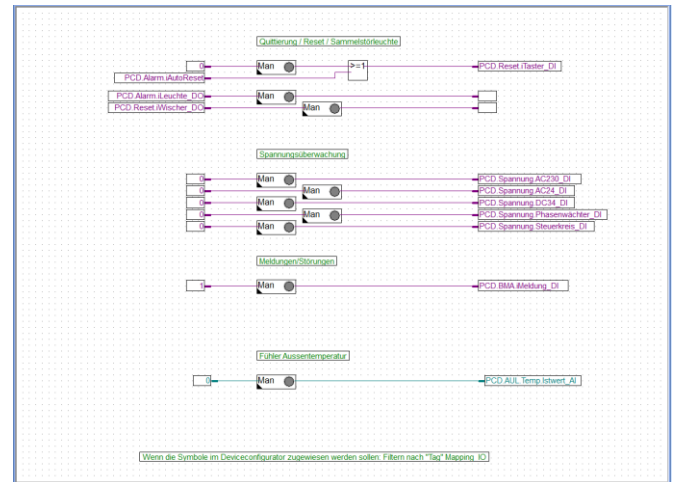 Quittierung / Reset / Sammelstörleuchte
0 Man >=1 PCD.Reset.iTaster_DI
PCD.Alarm.iAutoReset
PCD.Alarm.iLeuchte_DO Man
PCD.Reset.iWischer_DO Man
Spannungsüberwachung
0 Man PCD.Spannung.AC230_DI
0 Man PCD.Spannung.AC24_DI
0 Man PCD.Spannung.DC34_DI
0 Man PCD.Spannung.Phasenwächter_DI
0 Man PCD.Spannung.Steuerkreis_DI
Meldungen/Störungen
1 Man PCD.BMA.iMeldung_DI
Fühler Aussentemperatur
0 Man PCD.AUL.Temp.Istwert_AI
Wenn die Symbole im Deviceconfigurator zugewiesen werden sollen: Filtern nach "Tag" Mapping_IO